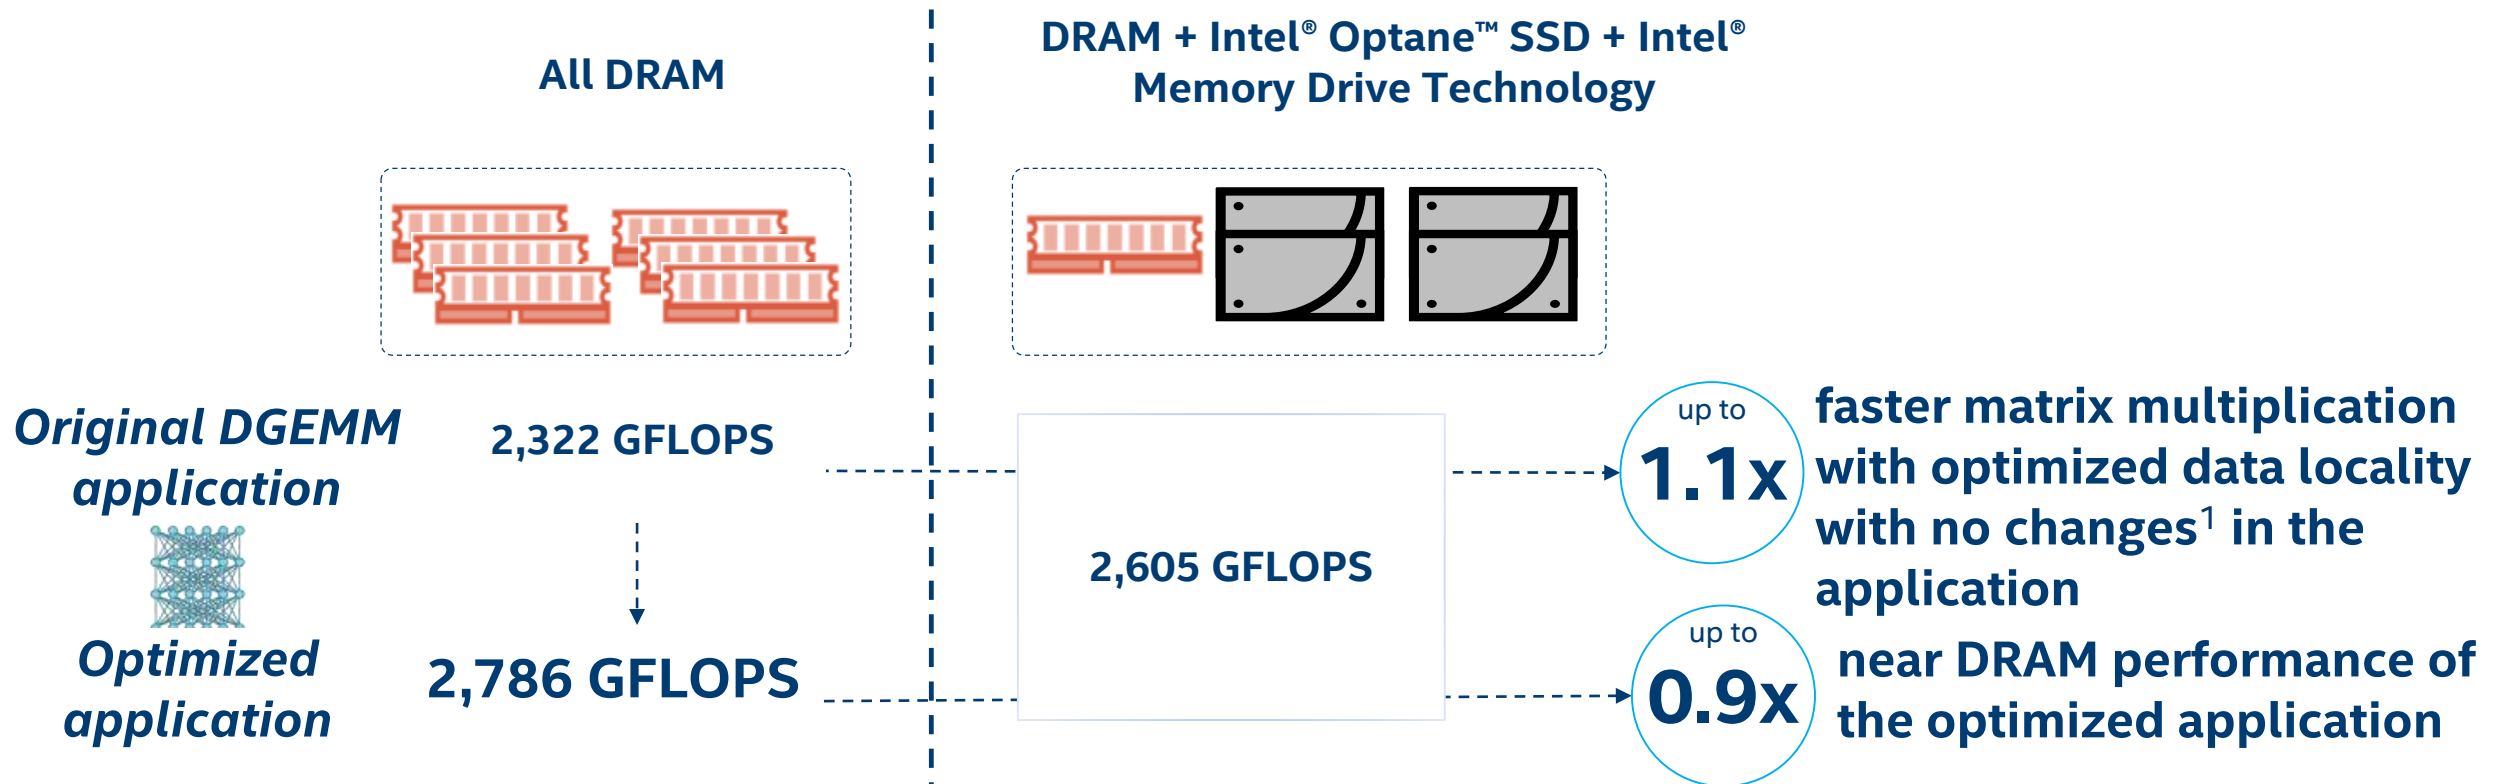 All DRAM
DRAM + Intel® Optane™ SSD + Intel®
Memory Drive Technology
Original DGEMM
application
2,322 GFLOPS
up to
1.1x
faster matrix multiplication
with optimized data locality
with no changes¹ in the
application
2,605 GFLOPS
Optimized
application
2,786 GFLOPS
up to
0.9x
near DRAM performance of
the optimized application